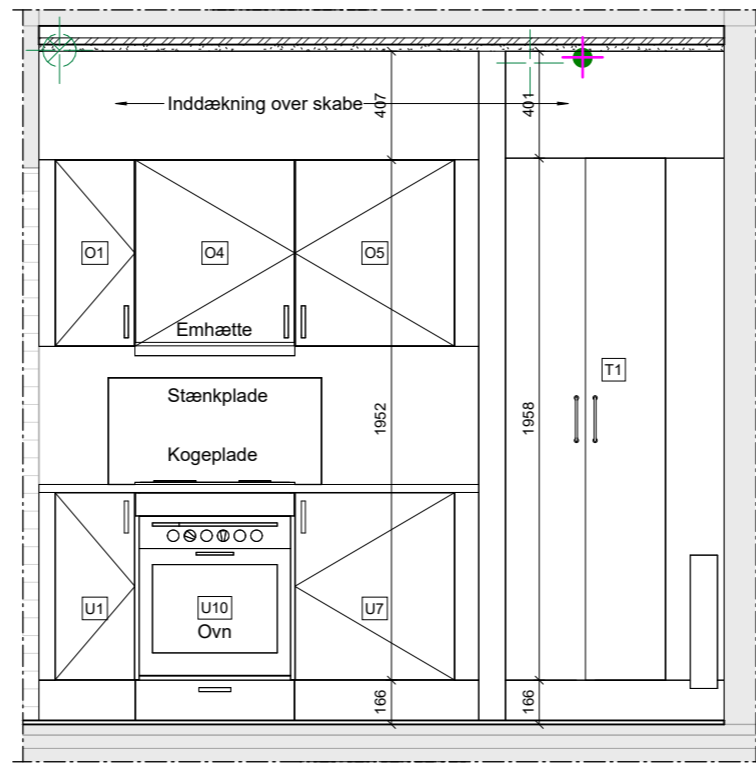 Inddækning over skabe
407
401
O1
O4
O5
Emhætte
T1
Stænkplade
1952
1958
Kogeplade
U1
U10
U7
Ovn
166
166